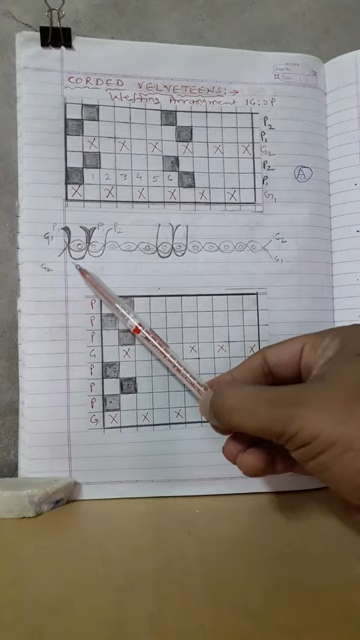 CORDED VELVETEENS:→
Wefting Arrangement 1G:2P
P2
X X X X X X P1
G2
P2
1 2 3 4 5 6 P1
X X X X X X G1
A
G1 P1 P2 G2
G2 G1
P
P
P
G X X X X
P
P
P
G X X X